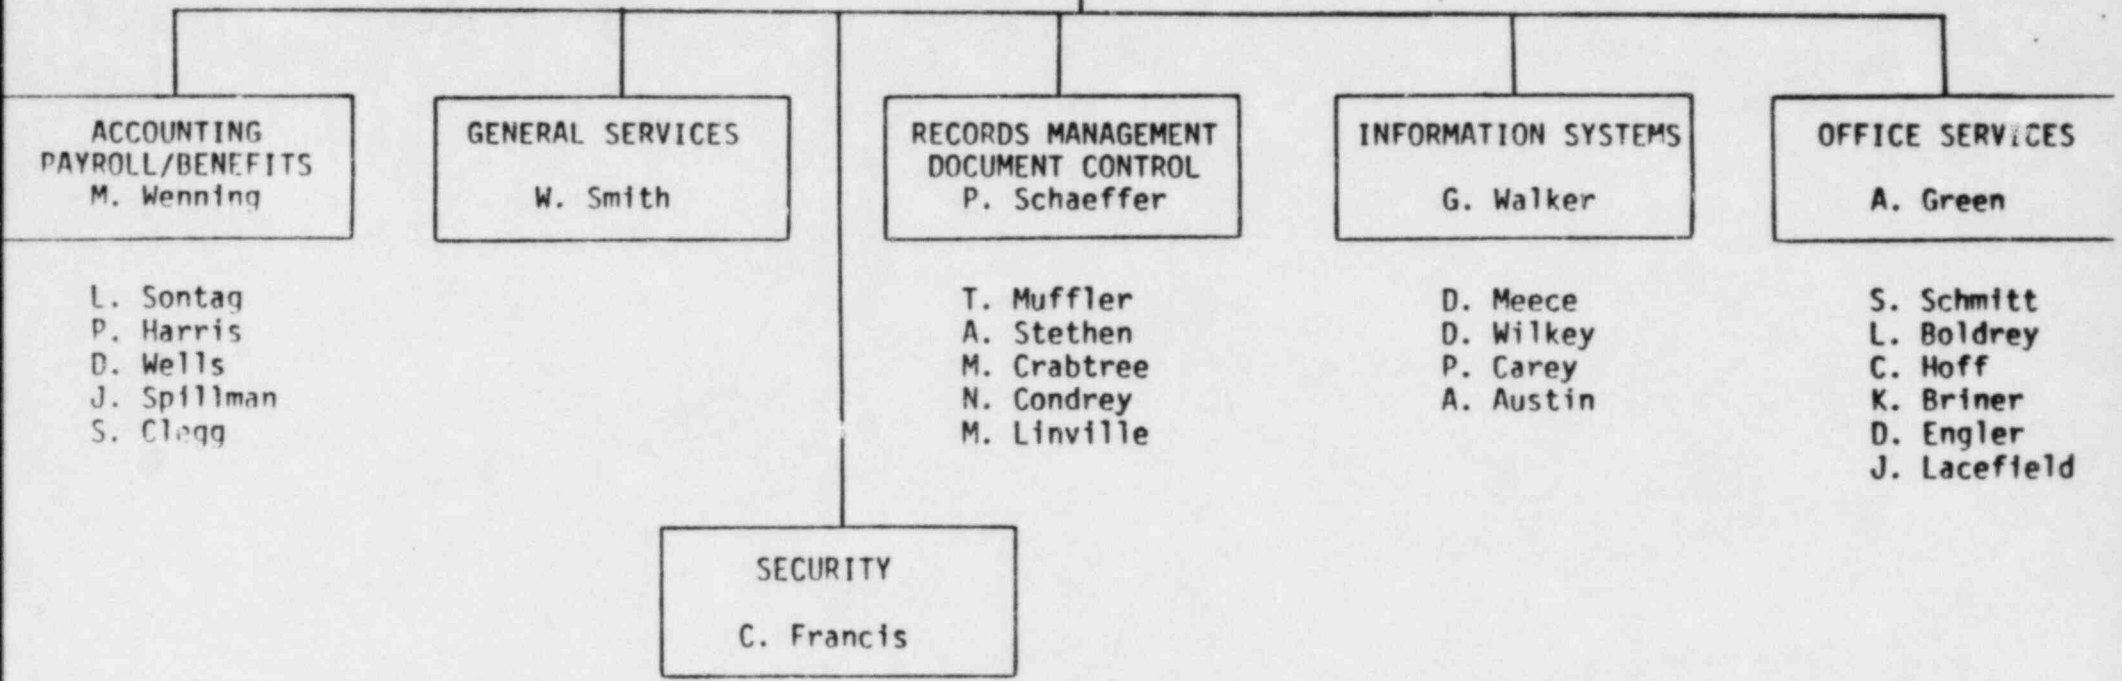 ACCOUNTING
PAYROLL/BENEFITS
M. Wenning
GENERAL SERVICES
W. Smith
RECORDS MANAGEMENT
DOCUMENT CONTROL
P. Schaeffer
INFORMATION SYSTEMS
G. Walker
OFFICE SERVICES
A. Green
L. Sontag
P. Harris
D. Wells
J. Spillman
S. Clegg
T. Muffler
A. Stethen
M. Crabtree
N. Condrey
M. Linville
D. Meece
D. Wilkey
P. Carey
A. Austin
S. Schmitt
L. Boldrey
C. Hoff
K. Briner
D. Engler
J. Lacefield
SECURITY
C. Francis